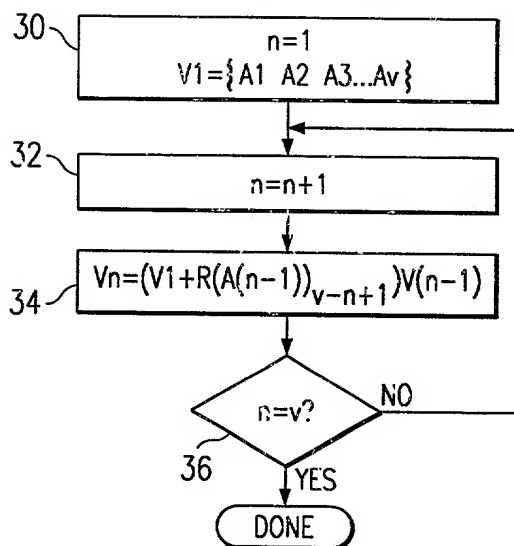 30
n=1
V1={A1 A2 A3...Av}
32
n=n+1
34
Vn=(V1+R(A(n-1))v-n+1)V(n-1)
n=v?
NO
36
YES
DONE